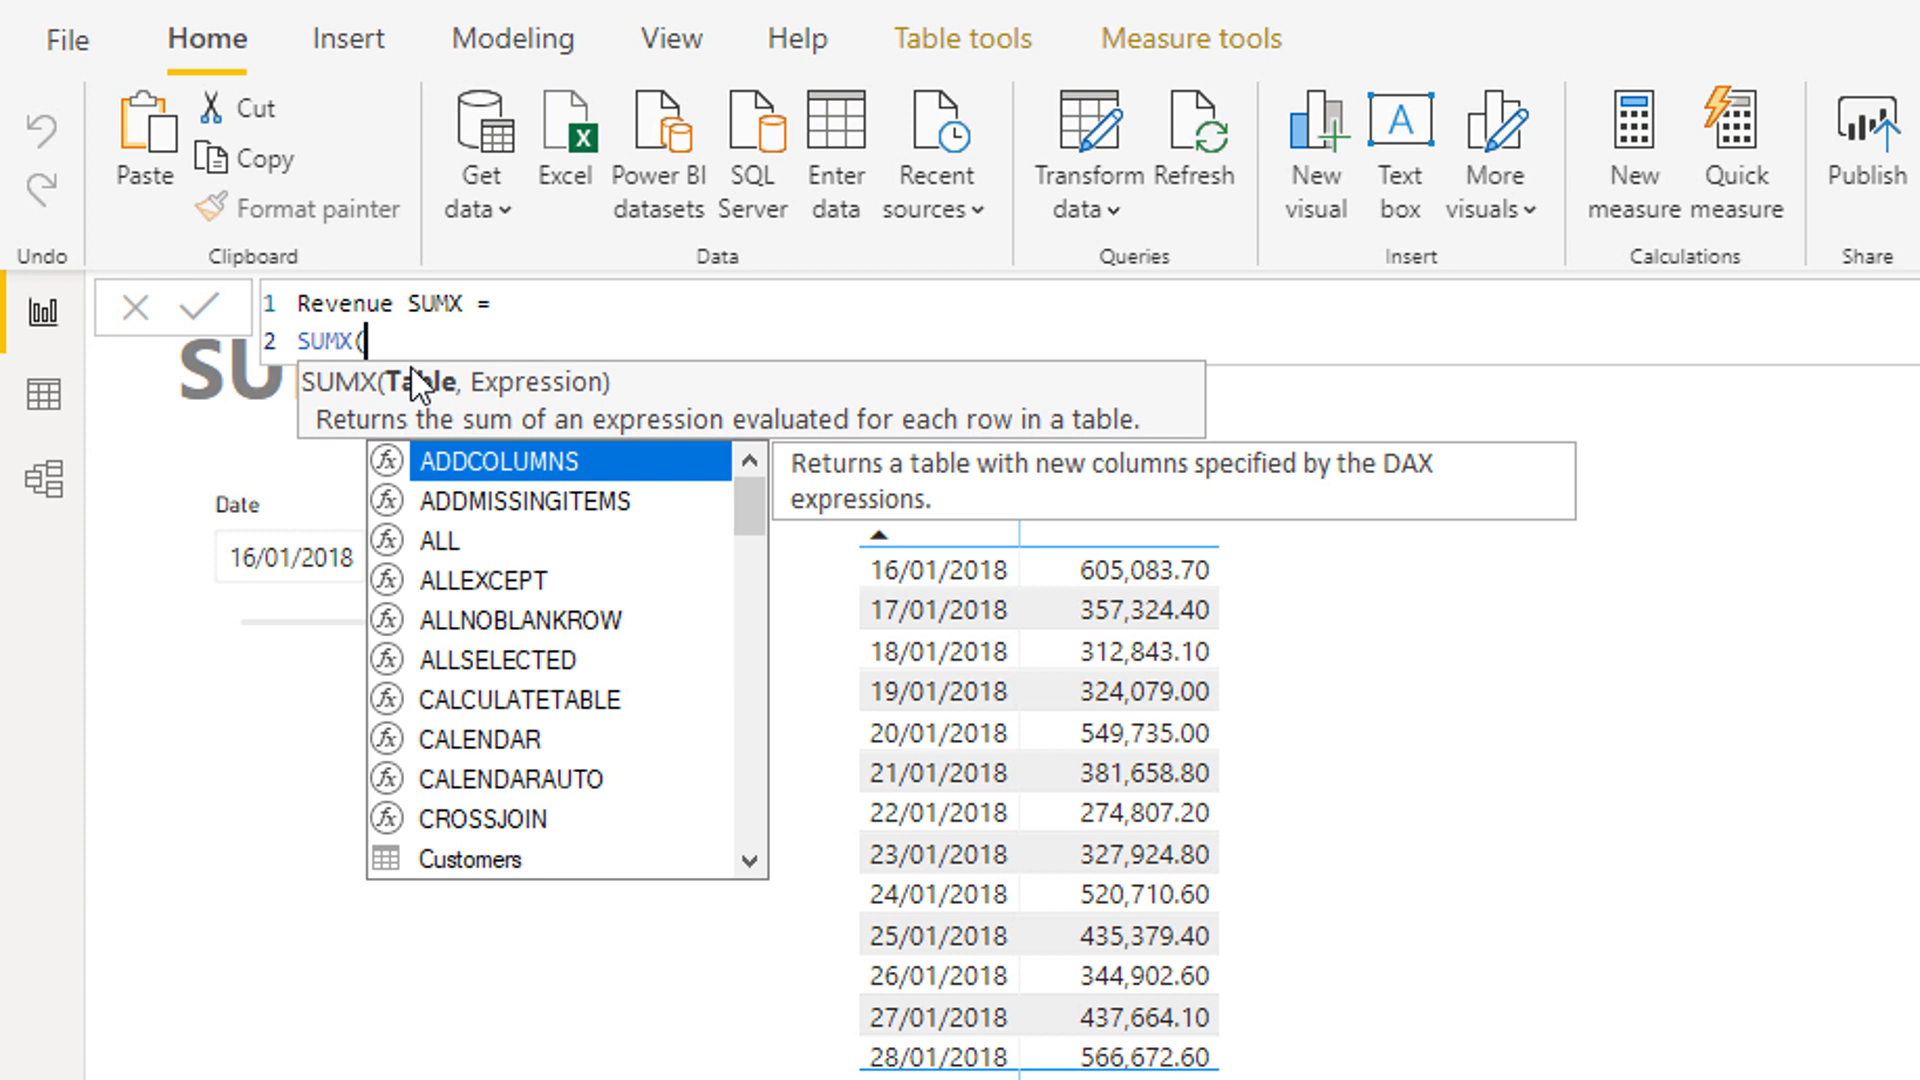 File Home Insert Modeling View Help Table tools Measure tools
Paste
Cut
Copy
Format painter
Get data
Excel
Power BI datasets
SQL Server
Enter data
Recent sources
Transform data
Refresh
New visual
Text box
More visuals
New measure
Quick measure
Publish
Undo Clipboard Data Queries Insert Calculations Share
1 Revenue SUMX =
2 SUMX(
SU
SUMX(Table, Expression)
Returns the sum of an expression evaluated for each row in a table.
ADDCOLUMNS
ADDMISSINGITEMS
ALL
ALLEXCEPT
ALLNOBLANKROW
ALLSELECTED
CALCULATETABLE
CALENDAR
CALENDARAUTO
CROSSJOIN
Customers
Returns a table with new columns specified by the DAX
expressions.
Date
16/01/2018
16/01/2018 605,083.70
17/01/2018 357,324.40
18/01/2018 312,843.10
19/01/2018 324,079.00
20/01/2018 549,735.00
21/01/2018 381,658.80
22/01/2018 274,807.20
23/01/2018 327,924.80
24/01/2018 520,710.60
25/01/2018 435,379.40
26/01/2018 344,902.60
27/01/2018 437,664.10
28/01/2018 566,672.60